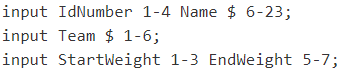 input IdNumber 1-4 Name $ 6-23;
input Team $ 1-6;
input StartWeight 1-3 EndWeight 5-7;